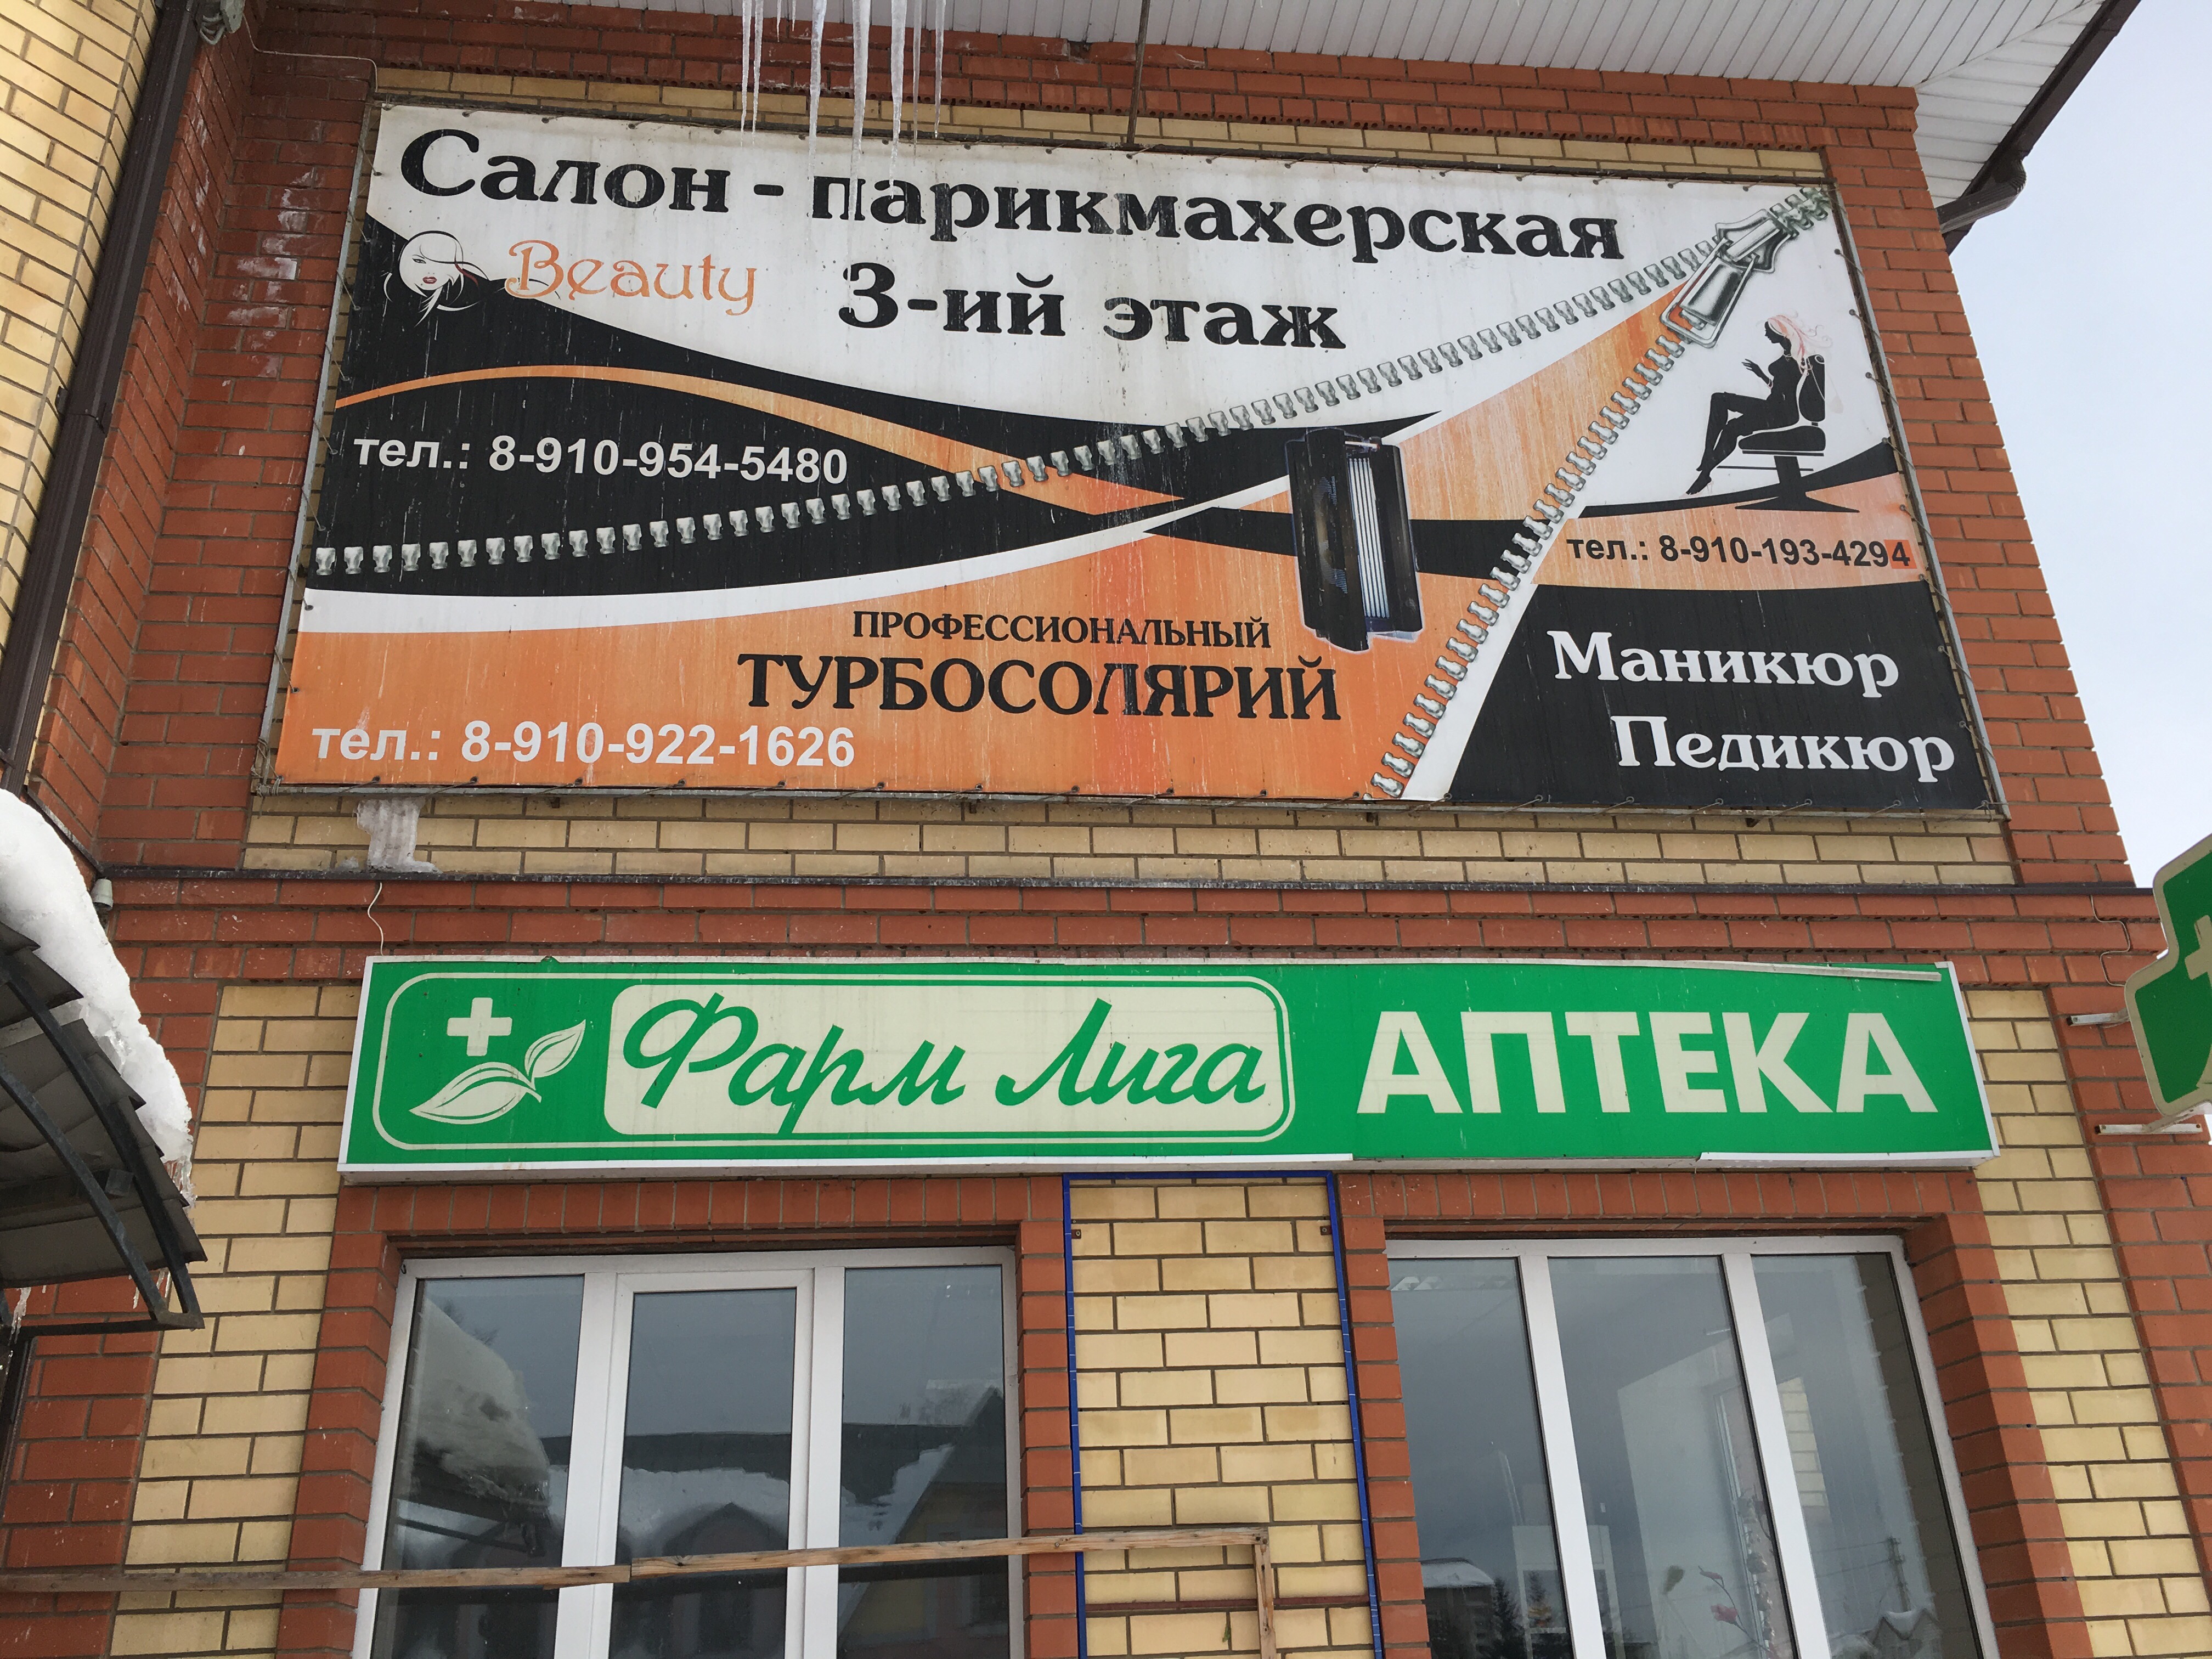 Салон - парикмахерская
Beauty
3-ий этаж
тел.: 8-910-954-5480
тел.: 8-910-193-4294
ПРОФЕССИОНАЛЬНЫЙ
ТУРБОСОЛЯРИЙ
тел.: 8-910-922-1626
Маникюр
Педикюр
Фарм Лига
АПТЕКА